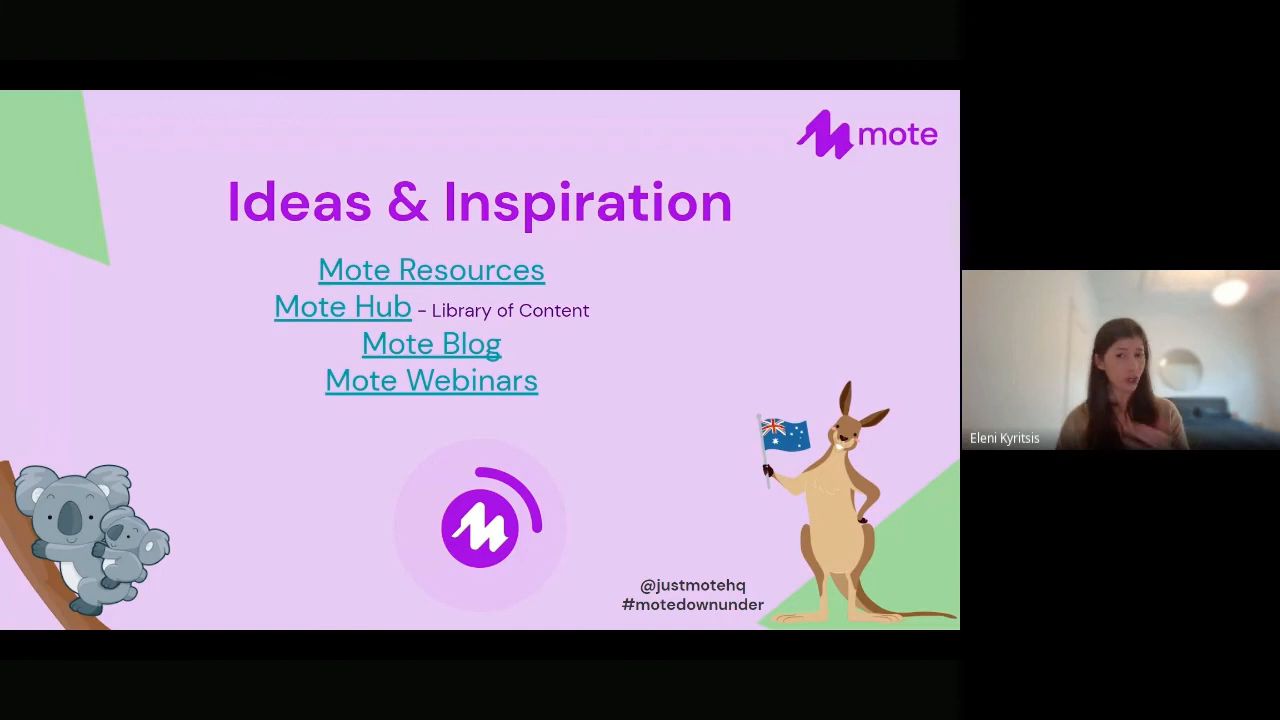 mote
Ideas & Inspiration
Mote Resources
Mote Hub - Library of Content
Mote Blog
Mote Webinars
@justmotehq
#motedownunder
Eleni Kyritsis